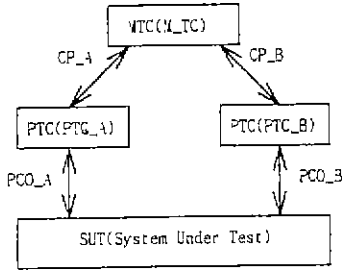 MTC(M_TC)
CP_A
CP_B
PTC(PTC_A)
PTC(PTC_B)
PCO_A
PCO_B
SUT(System Under Test)